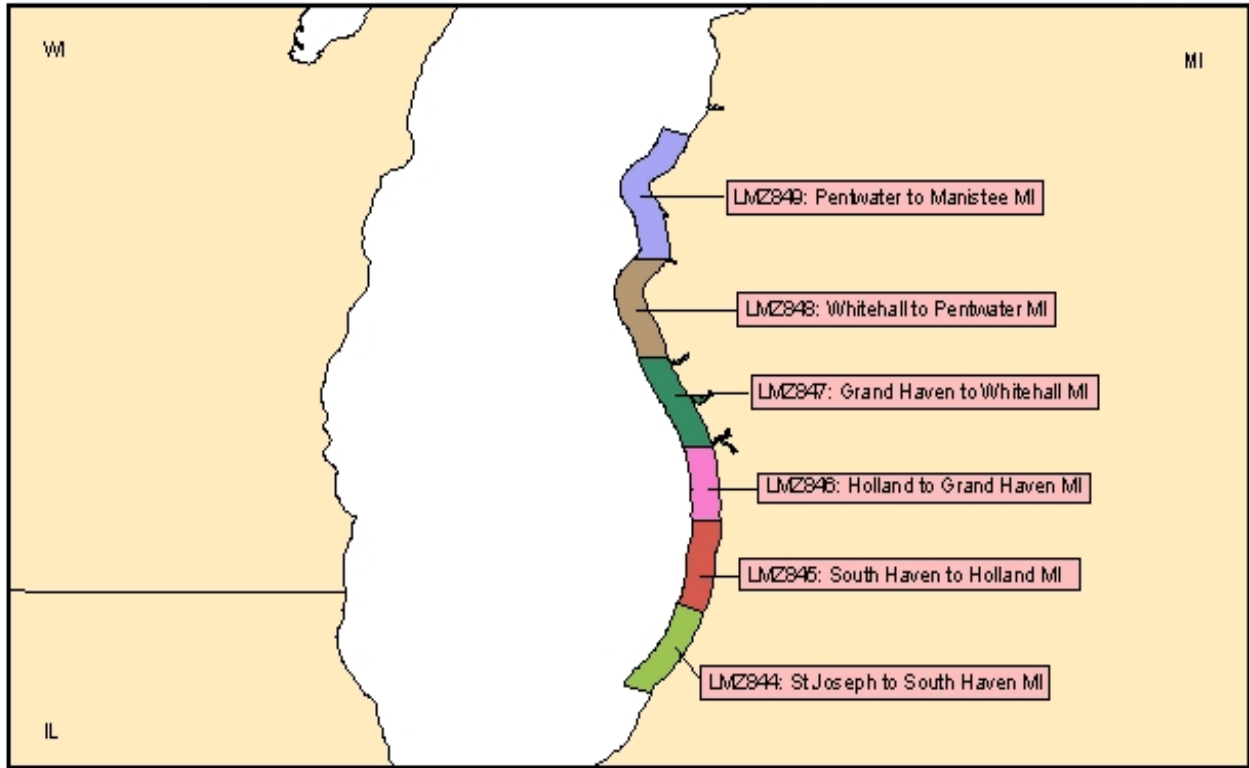 WI
MI
LMZ849: Pentwater to Manistee MI
LMZ848: Whitehall to Pentwater MI
LMZ847: Grand Haven to Whitehall MI
LMZ846: Holland to Grand Haven MI
LMZ845: South Haven to Holland MI
LMZ844: St Joseph to South Haven MI
IL